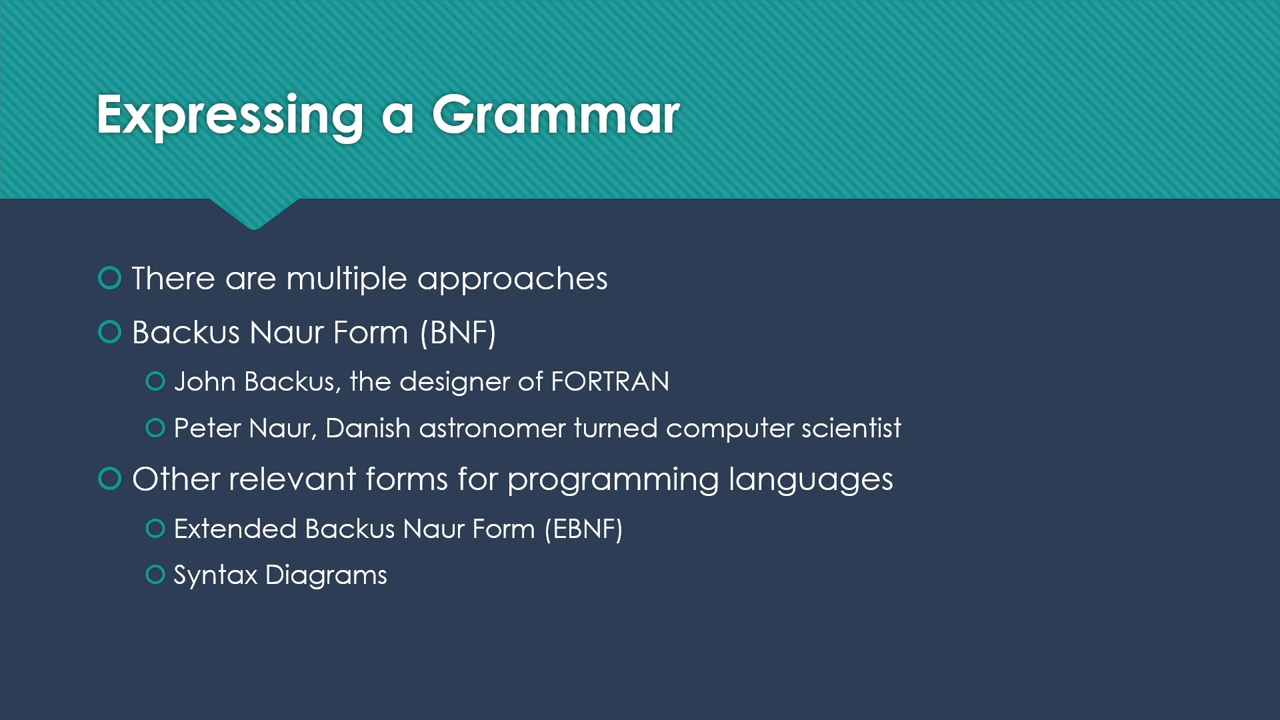 Expressing a Grammar
There are multiple approaches
Backus Naur Form (BNF)
John Backus, the designer of FORTRAN
Peter Naur, Danish astronomer turned computer scientist
Other relevant forms for programming languages
Extended Backus Naur Form (EBNF)
Syntax Diagrams